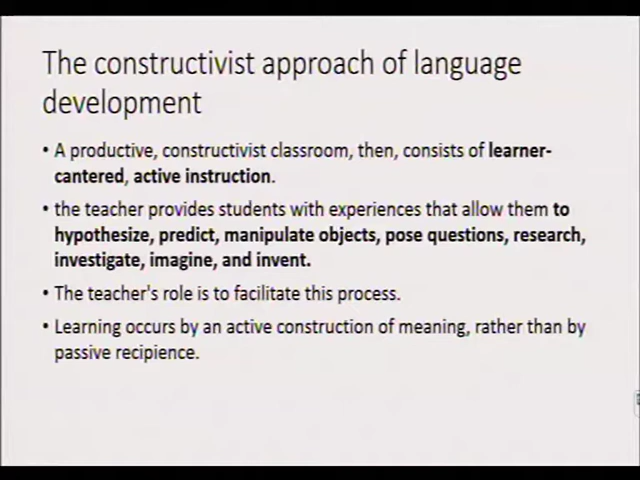 The constructivist approach of language
development
• A productive, constructivist classroom, then, consists of learner-
cantered, active instruction.
• the teacher provides students with experiences that allow them to
hypothesize, predict, manipulate objects, pose questions, research,
investigate, imagine, and invent.
• The teacher's role is to facilitate this process.
• Learning occurs by an active construction of meaning, rather than by
passive recipience.